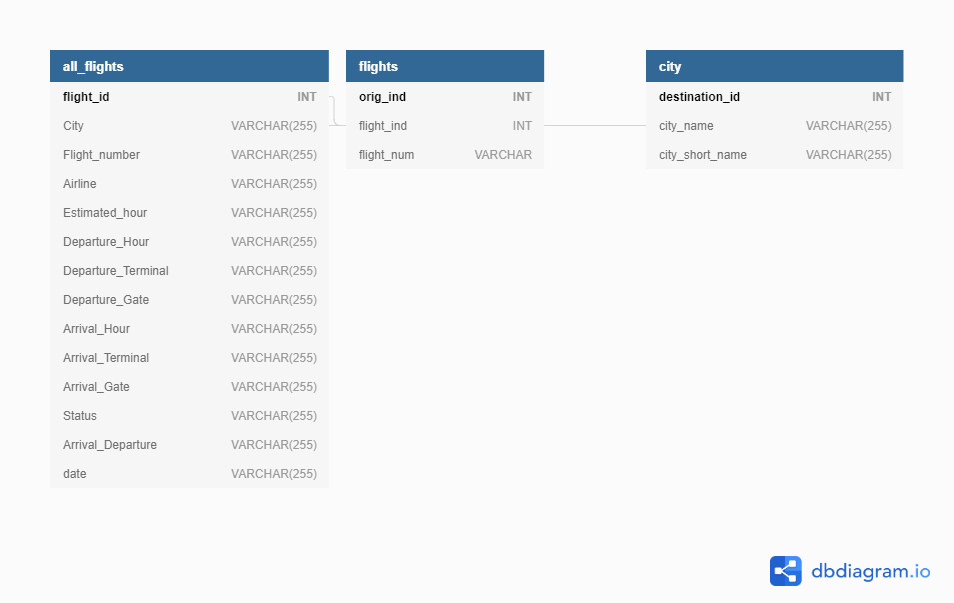 all_flights
flight_id INT
City VARCHAR(255)
Flight_number VARCHAR(255)
Airline VARCHAR(255)
Estimated_hour VARCHAR(255)
Departure_Hour VARCHAR(255)
Departure_Terminal VARCHAR(255)
Departure_Gate VARCHAR(255)
Arrival_Hour VARCHAR(255)
Arrival_Terminal VARCHAR(255)
Arrival_Gate VARCHAR(255)
Status VARCHAR(255)
Arrival_Departure VARCHAR(255)
date VARCHAR(255)
flights
orig_ind INT
flight_ind INT
flight_num VARCHAR
city
destination_id INT
city_name VARCHAR(255)
city_short_name VARCHAR(255)
dbdiagram.io